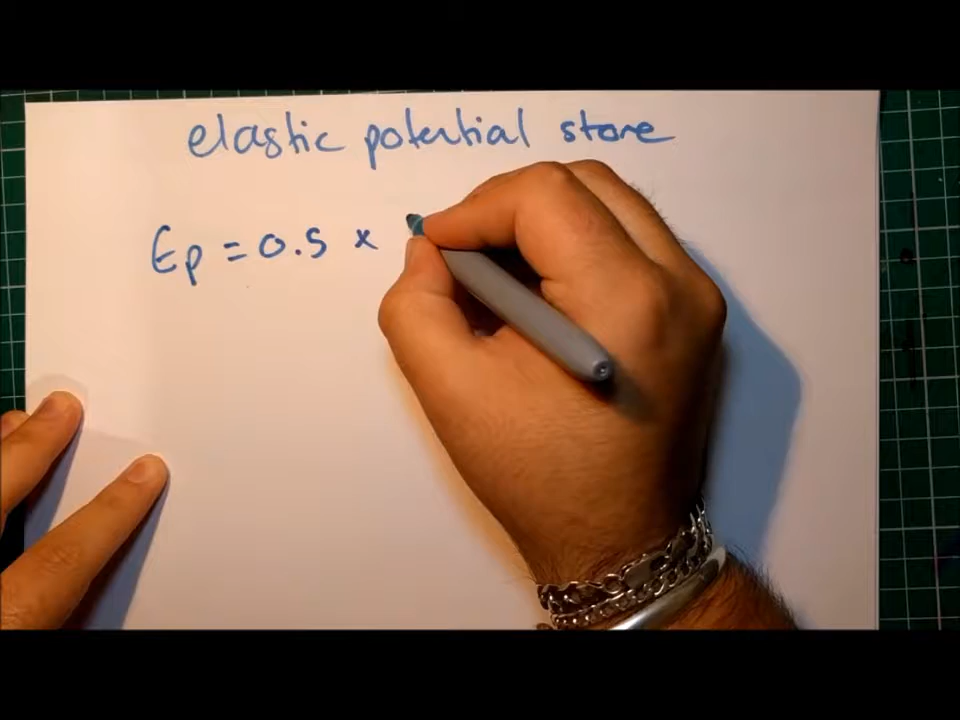 elastic potential store
Ep = 0.5 ×